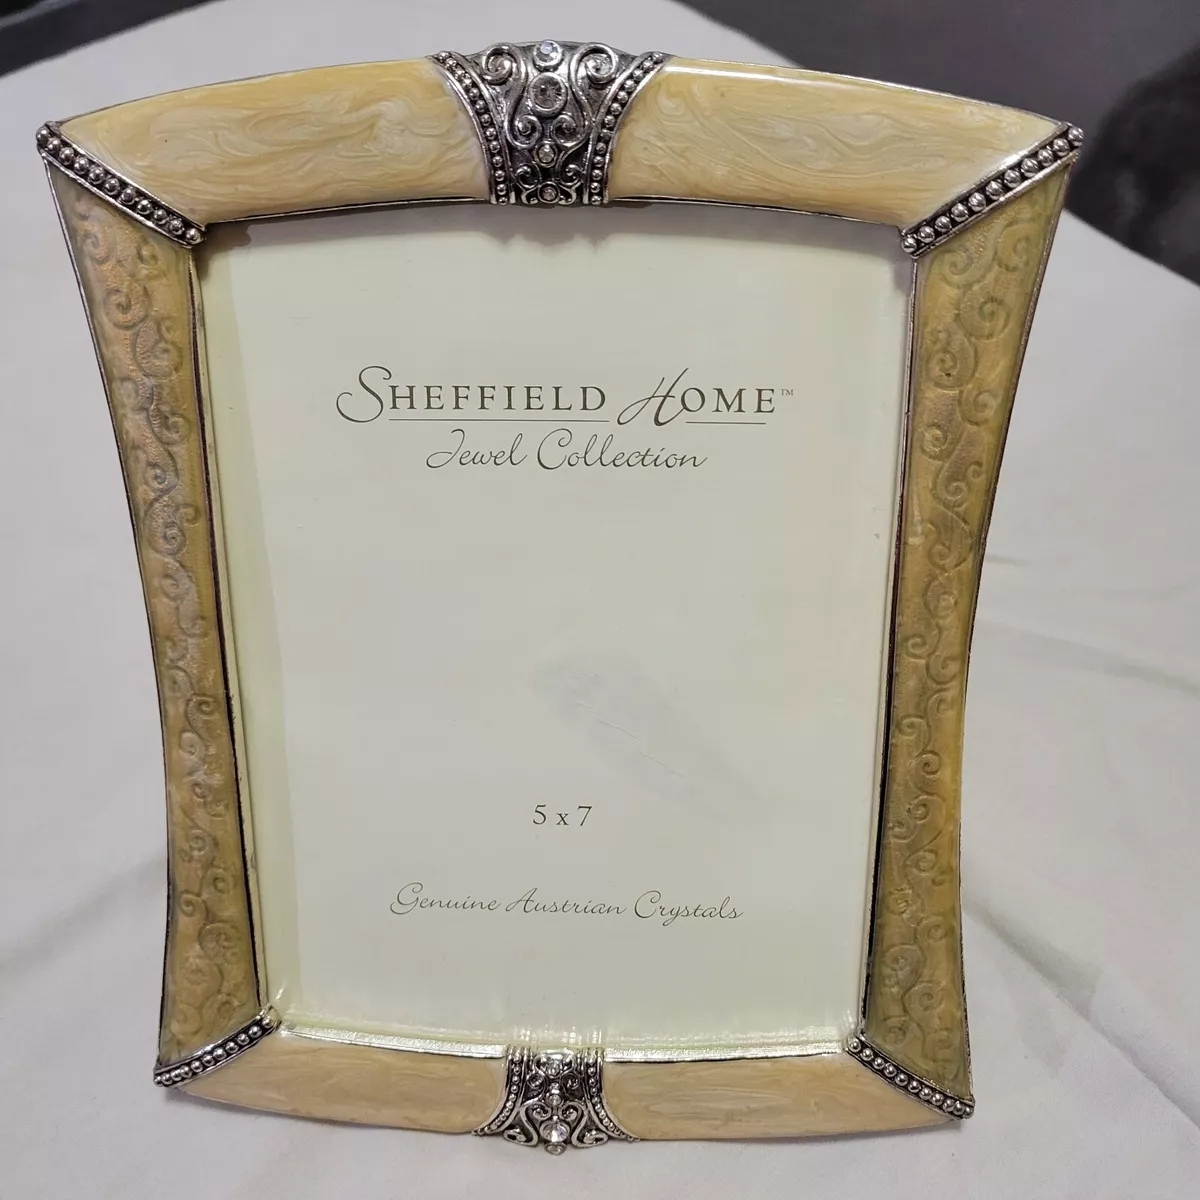 SHEFFIELD HOME™
Jewel Collection
5 x 7
Genuine Austrian Crystals